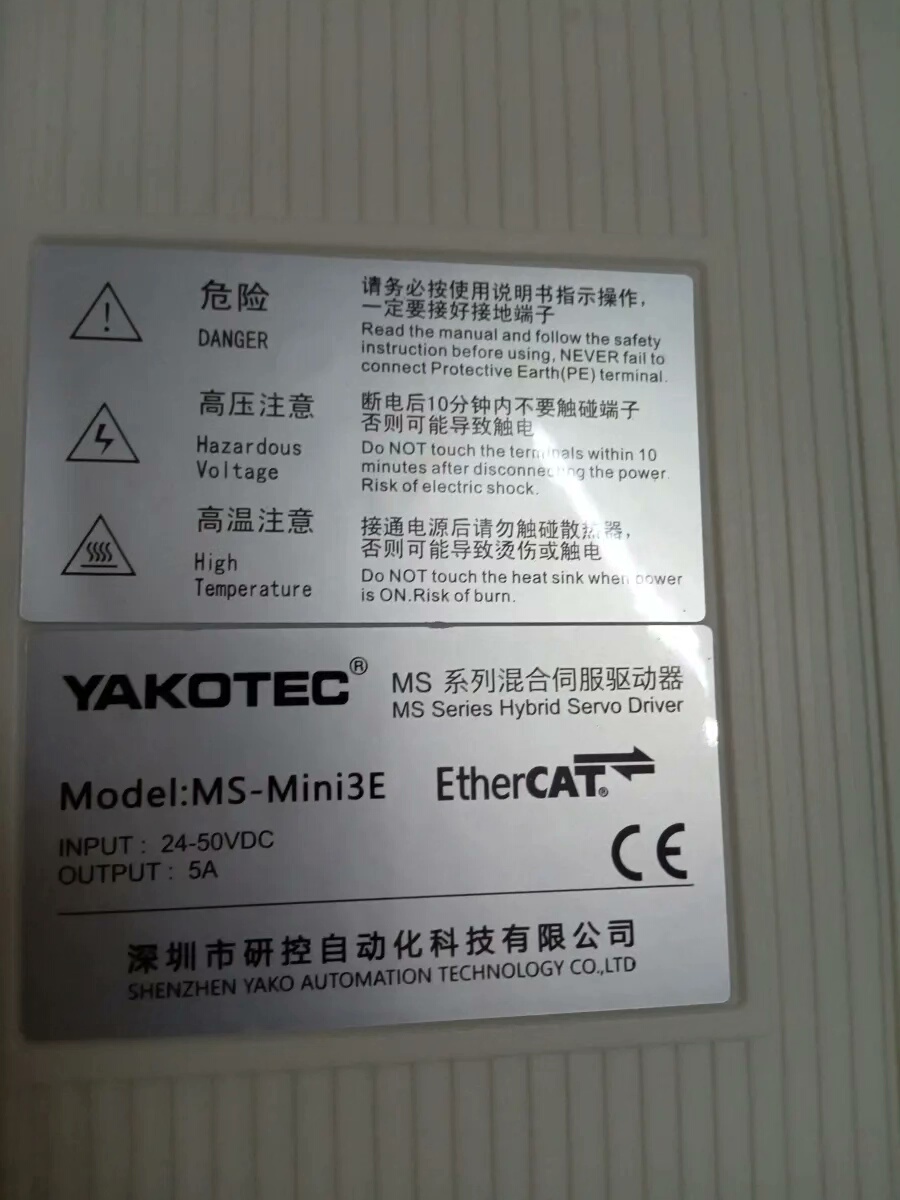 危险
DANGER
请务必按使用说明书指示操作，
一定要接好接地端子
Read the manual and follow the safety
instruction before using, NEVER fail to
connect Protective Earth(PE) terminal.
高压注意
Hazardous
Voltage
断电后10分钟内不要触碰端子
否则可能导致触电
Do NOT touch the terminals within 10
minutes after disconnecting the power.
Risk of electric shock.
高温注意
High
Temperature
接通电源后请勿触碰散热器，
否则可能导致烫伤或触电
Do NOT touch the heat sink when power
is ON.Risk of burn.
YAKOTEC®
MS 系列混合伺服驱动器
MS Series Hybrid Servo Driver
Model:MS-Mini3E
EtherCAT®
INPUT : 24-50VDC
OUTPUT : 5A
CE
深圳市研控自动化科技有限公司
SHENZHEN YAKO AUTOMATION TECHNOLOGY CO.,LTD